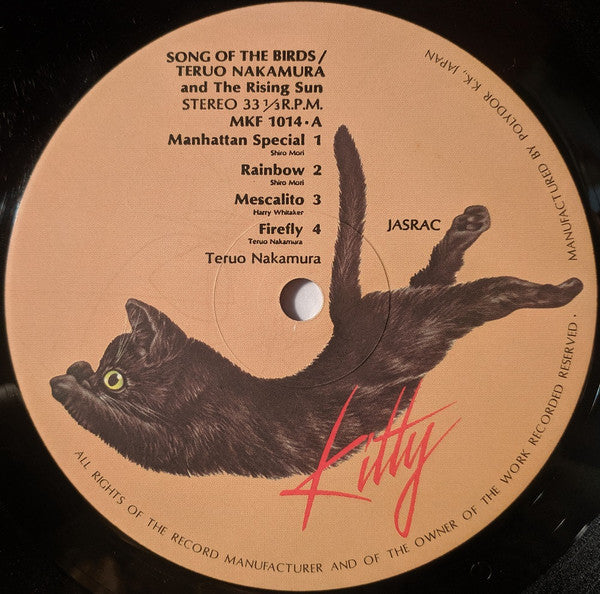 SONG OF THE BIRDS/
TERUO NAKAMURA
and The Rising Sun
STEREO 33⅓R.P.M.
MKF 1014・A
Manhattan Special 1
Shiro Mori
Rainbow 2
Shiro Mori
Mescalito 3
Harry Whitaker
Firefly 4
Teruo Nakamura
Teruo Nakamura
JASRAC
Kitty
ALL RIGHTS OF THE RECORD MANUFACTURER AND OF THE OWNER OF THE WORK RECORDED RESERVED. MANUFACTURED BY POLYDOR K.K., JAPAN